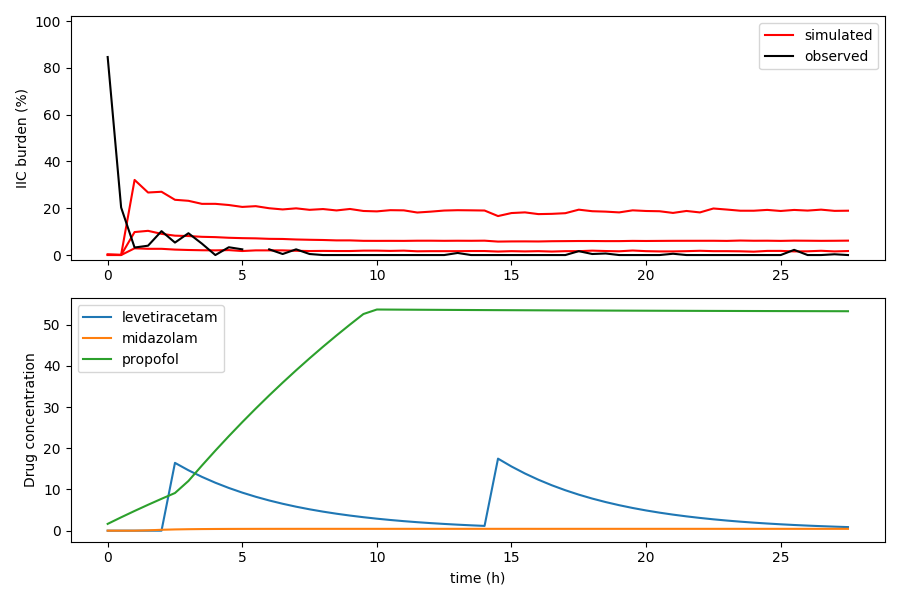 IIC burden (%)
100
80
60
40
20
0
simulated
observed
0 5 10 15 20 25
Drug concentration
50
40
30
20
10
0
levetiracetam
midazolam
propofol
0 5 10 15 20 25
time (h)